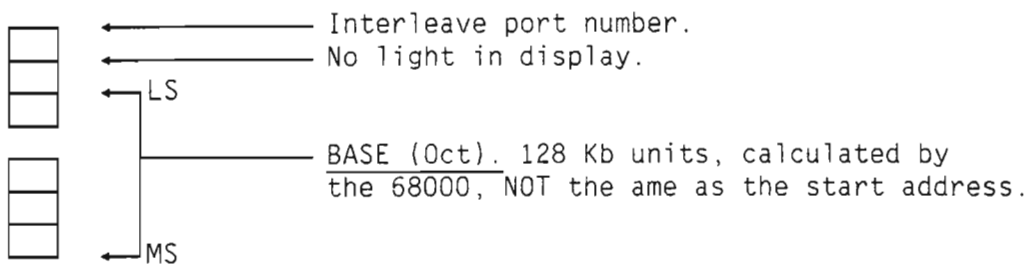 Interleave port number.
No light in display.
LS
BASE (Oct). 128 Kb units, calculated by
the 68000, NOT the ame as the start address.
MS